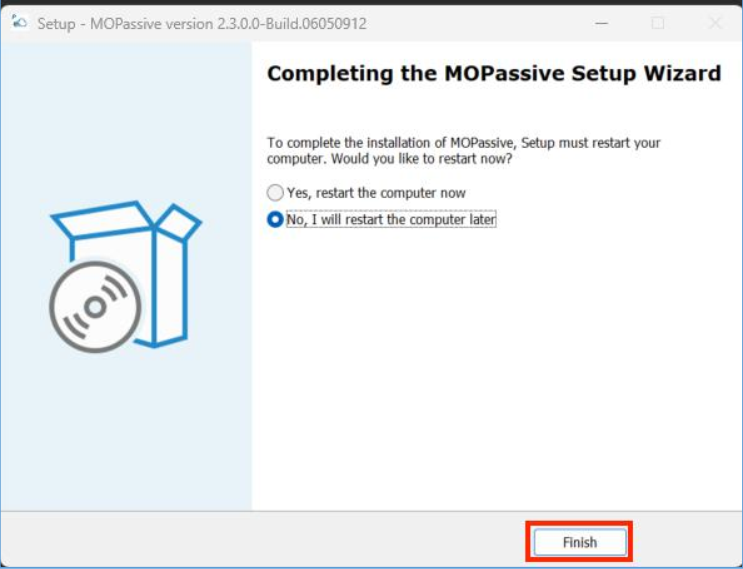 Setup - MOPassive version 2.3.0.0-Build.06050912
Completing the MOPassive Setup Wizard
To complete the installation of MOPassive, Setup must restart your
computer. Would you like to restart now?
Yes, restart the computer now
No, I will restart the computer later
Finish